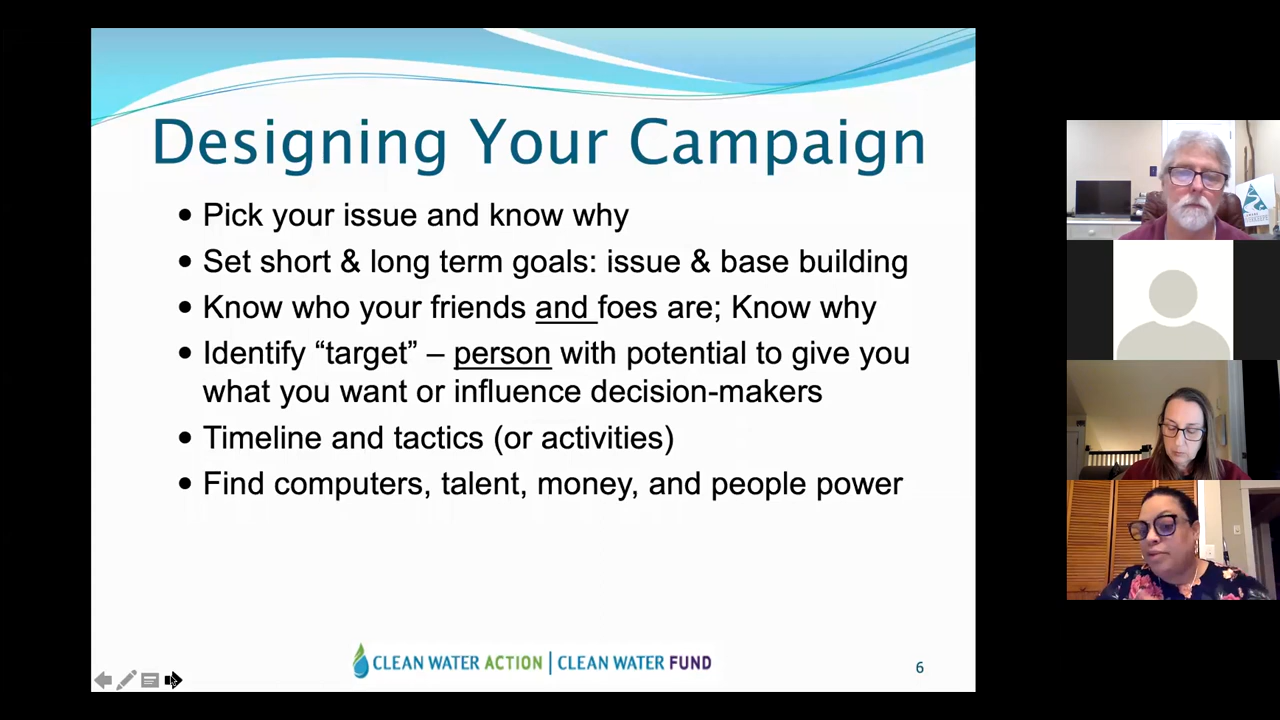 Designing Your Campaign
• Pick your issue and know why
• Set short & long term goals: issue & base building
• Know who your friends and foes are; Know why
• Identify “target” – person with potential to give you
what you want or influence decision-makers
• Timeline and tactics (or activities)
• Find computers, talent, money, and people power
CLEAN WATER ACTION | CLEAN WATER FUND
6